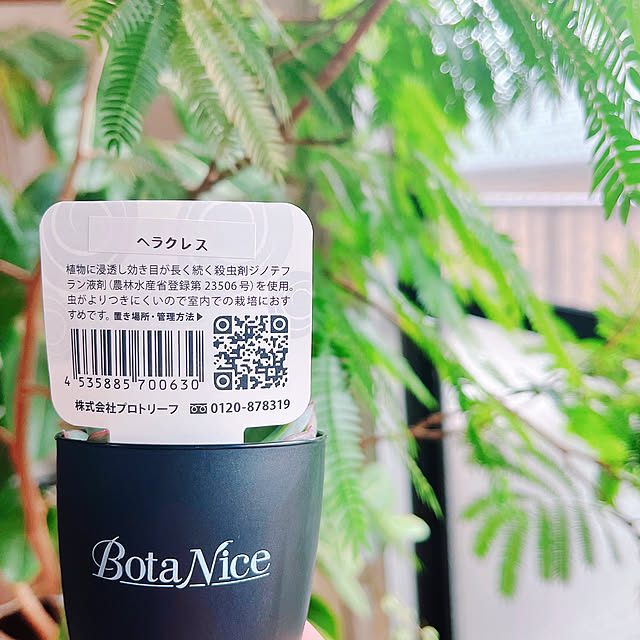 ヘラクレス
植物に浸透し効き目が長く続く殺虫剤ジノテフ
ラン液剤（農林水産省登録第 23506 号）を使用。
虫がよりつきにくいので室内での栽培におす
すめです。置き場所・管理方法▶
4 535885 700630
株式会社プロトリーフ 0120-878319
BotaNice